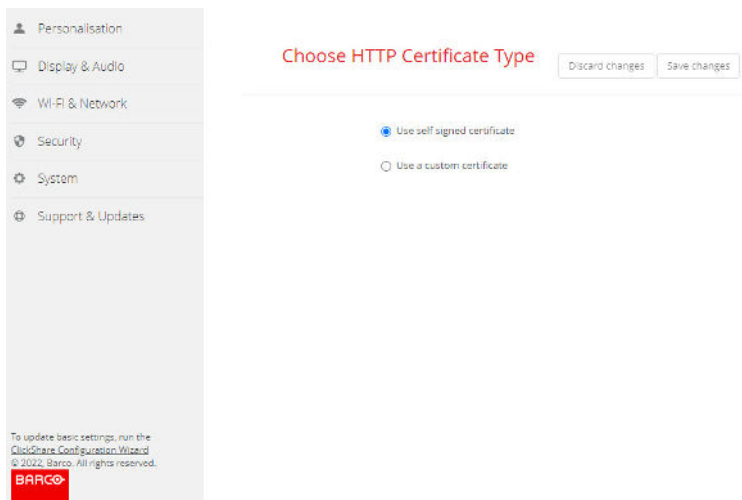 Personalisation
Display & Audio
Wi-Fi & Network
Security
System
Support & Updates
Choose HTTP Certificate Type
Discard changes
Save changes
Use self signed certificate
Use a custom certificate
To update basic settings, run the
ClickShare Configuration Wizard
© 2022, Barco. All rights reserved.
BARCO